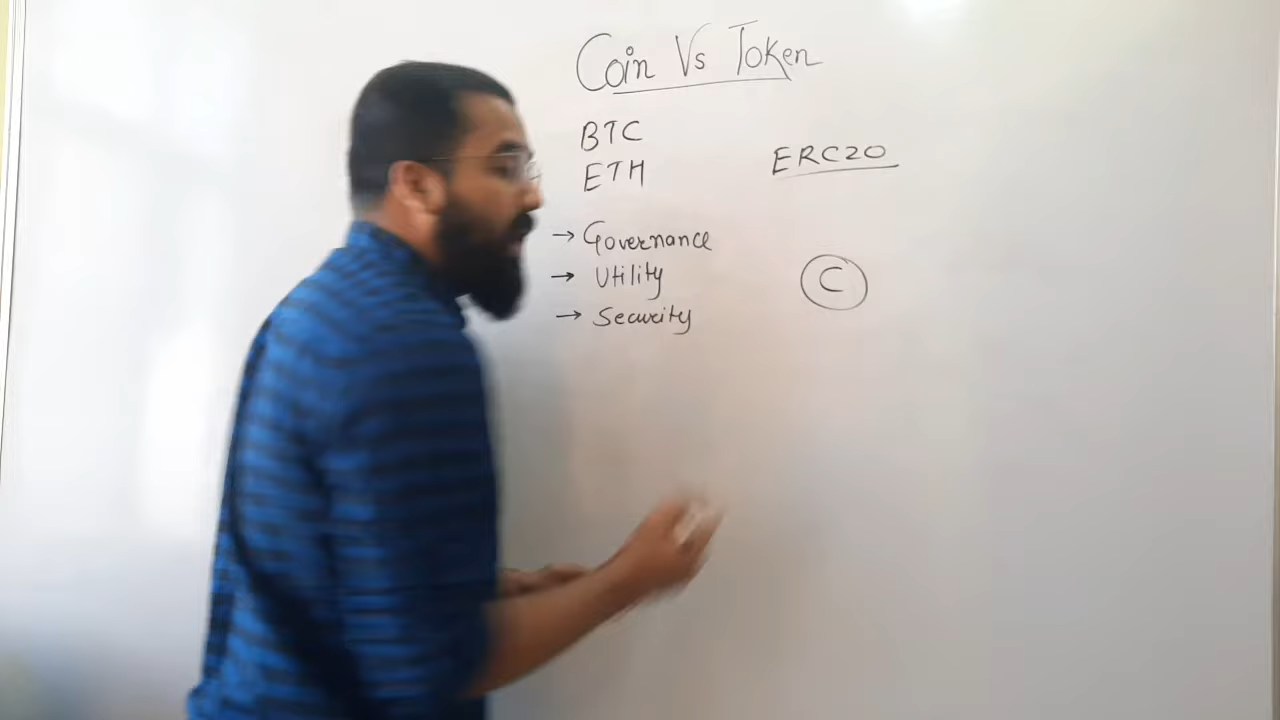 Coin Vs Token
BTC
ETH
ERC20
→ Governance
→ Utility
→ Security
C